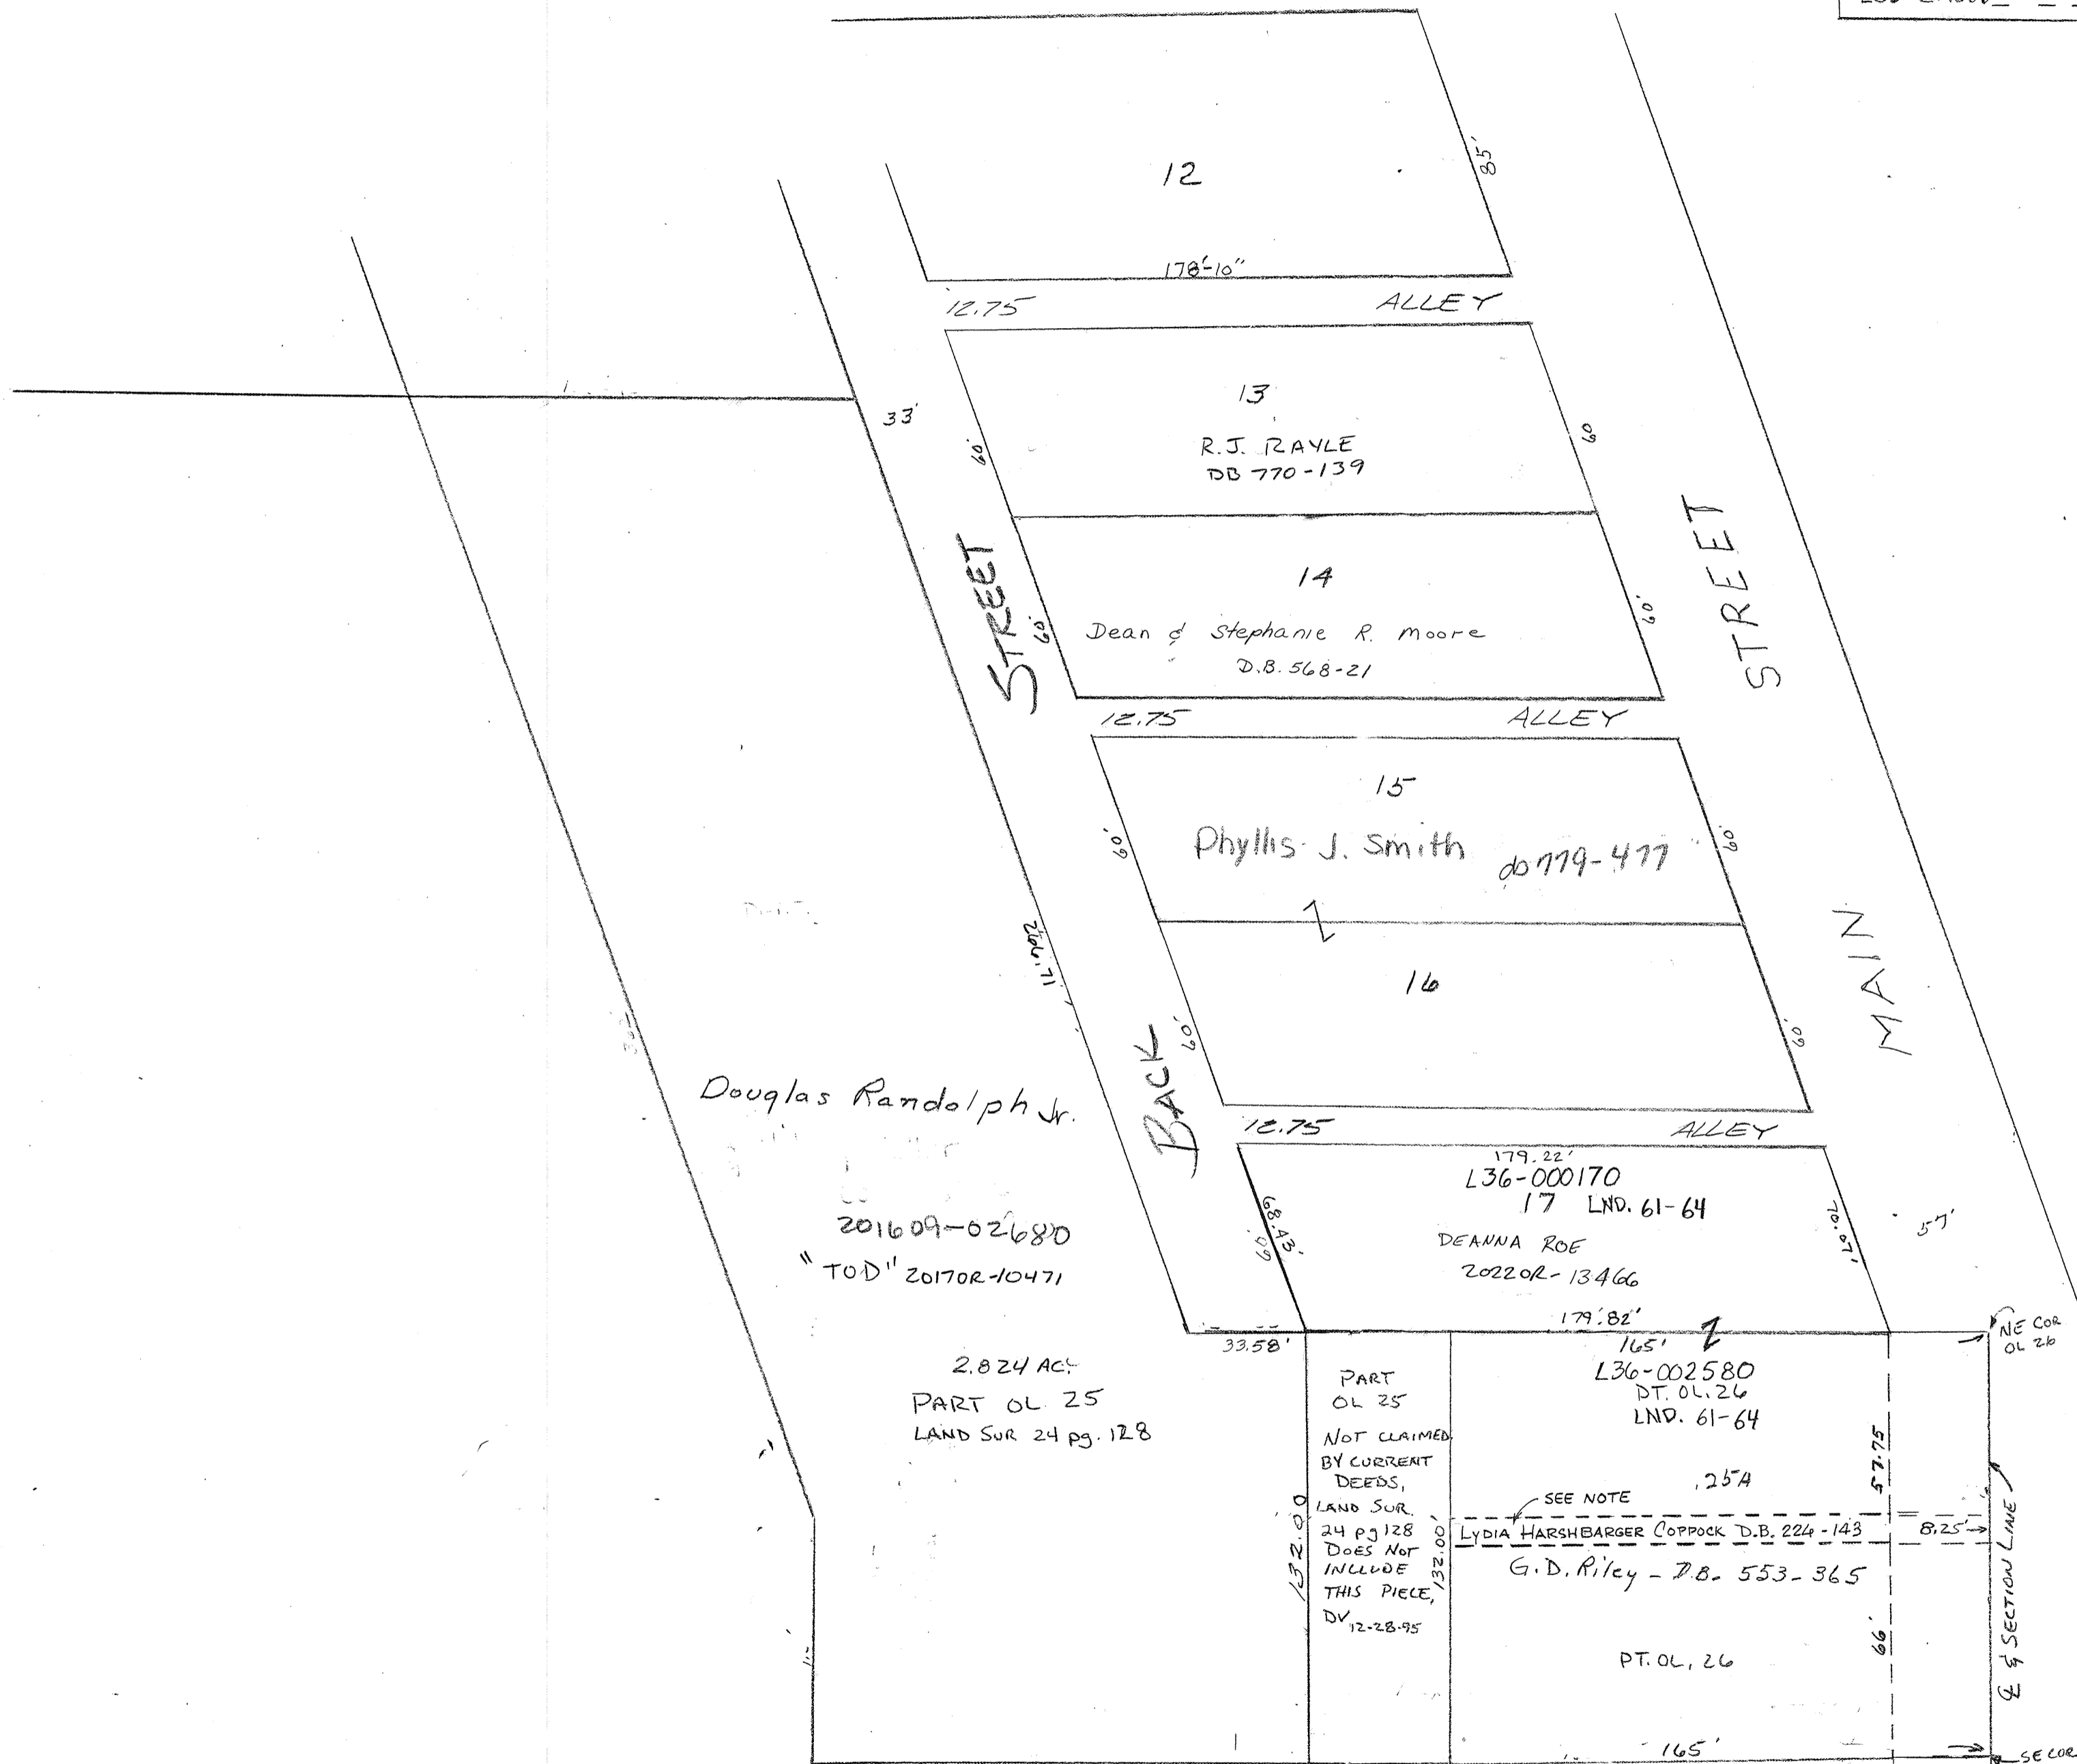 12
85'
178'-10"
12.75
ALLEY
13
R.J. RAYLE
DB 770-139
33'
60'
60
14
Dean & Stephanie R. Moore
D.B. 568-21
60'
60'
STREET
STREET
12.75
ALLEY
15
Phyllis J. Smith db 779-477
60'
60'
16
60'
60'
MAIN
BACK
266.71
Douglas Randolph Jr.
201609-02680
"TOD" 2017OR-10471
2.824 AC.
PART OL 25
LAND SUR 24 pg. 128
12.75
ALLEY
179.22'
L36-000170
17 LND. 61-64
DEANNA ROE
2022OR-13466
68.43'
60'
70.07'
57'
179.82'
33.58'
165'
NE COR
OL 26
PART
OL 25
NOT CLAIMED
BY CURRENT
DEEDS,
LAND SUR.
24 pg 128
DOES NOT
INCLUDE
THIS PIECE,
DV 12-28-95
132.00
132.00'
L36-002580
PT. OL. 26
LND. 61-64
.25A
57.75
SEE NOTE
LYDIA HARSHBARGER COPPOCK D.B. 224-143
8.25'
G.D. Riley - D.B. 553-365
66'
PT. OL. 26
SECTION LINE
165'
SE COR